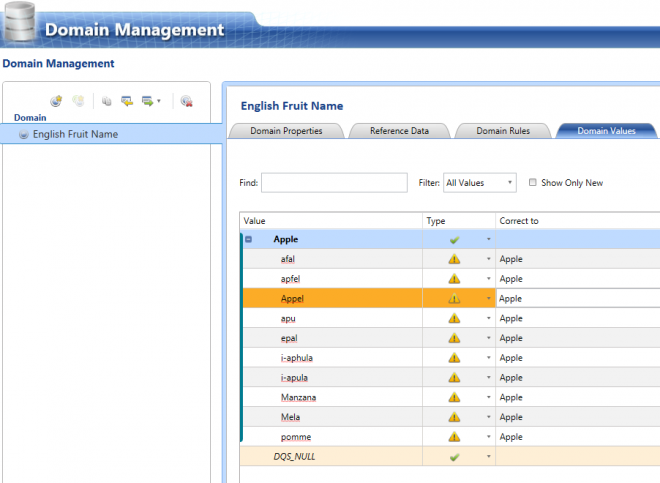 Domain Management
Domain Management
Domain
English Fruit Name
English Fruit Name
Domain Properties Reference Data Domain Rules Domain Values
Find: Filter: All Values Show Only New
Value Type Correct to
Apple
afal Apple
apfel Apple
Appel Apple
apu Apple
epal Apple
i-aphula Apple
i-apula Apple
Manzana Apple
Mela Apple
pomme Apple
DQS_NULL